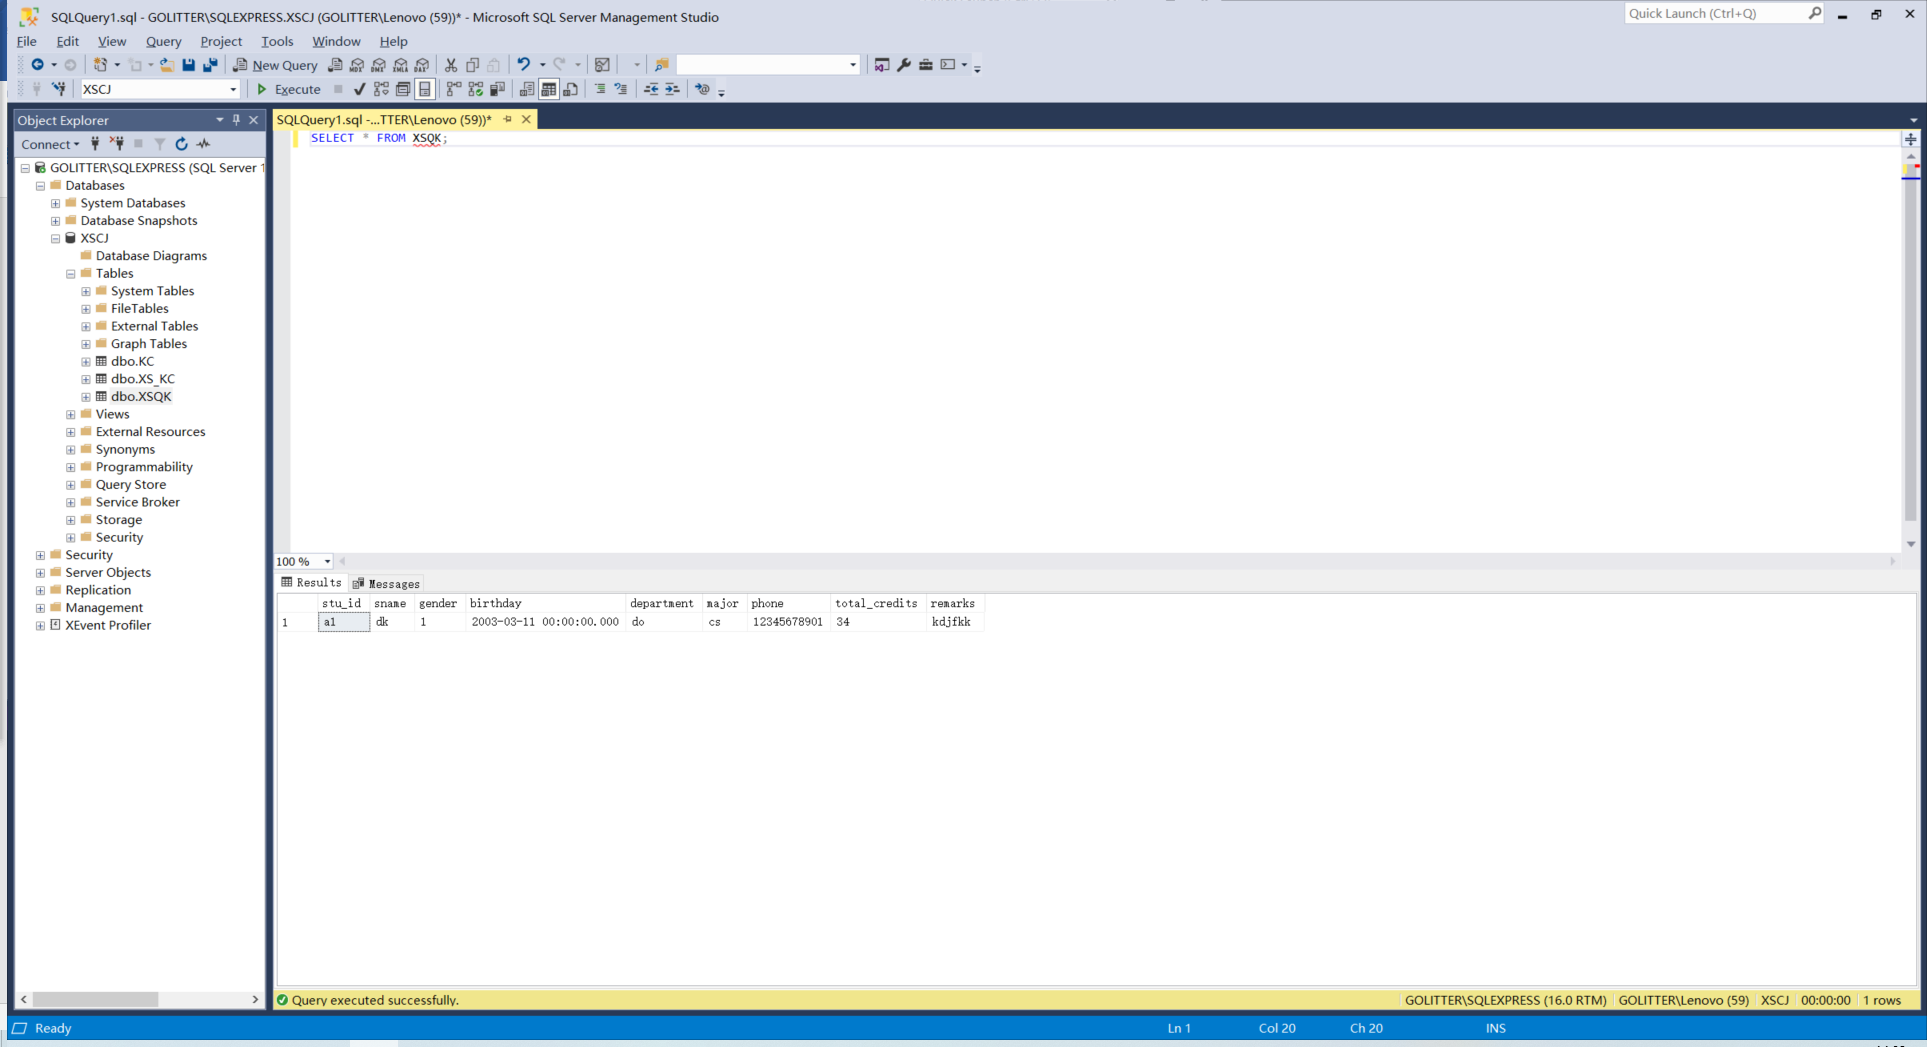 SQLQuery1.sql - GOLITTER\SQLEXPRESS.XSCJ (GOLITTER\Lenovo (59))* - Microsoft SQL Server Management Studio
Quick Launch (Ctrl+Q)
File Edit View Query Project Tools Window Help
New Query
XSCJ
Execute
Object Explorer
Connect
GOLITTER\SQLEXPRESS (SQL Server 1
Databases
System Databases
Database Snapshots
XSCJ
Database Diagrams
Tables
System Tables
FileTables
External Tables
Graph Tables
dbo.KC
dbo.XS_KC
dbo.XSQK
Views
External Resources
Synonyms
Programmability
Query Store
Service Broker
Storage
Security
Security
Server Objects
Replication
Management
XEvent Profiler
SQLQuery1.sql -...TTER\Lenovo (59))*
SELECT * FROM XSQK;
100 %
Results Messages
stu_id sname gender birthday department major phone total_credits remarks
1 a1 dk 1 2003-03-11 00:00:00.000 do cs 12345678901 34 kdjfkk
Query executed successfully.
GOLITTER\SQLEXPRESS (16.0 RTM) GOLITTER\Lenovo (59) XSCJ 00:00:00 1 rows
Ready Ln 1 Col 20 Ch 20 INS